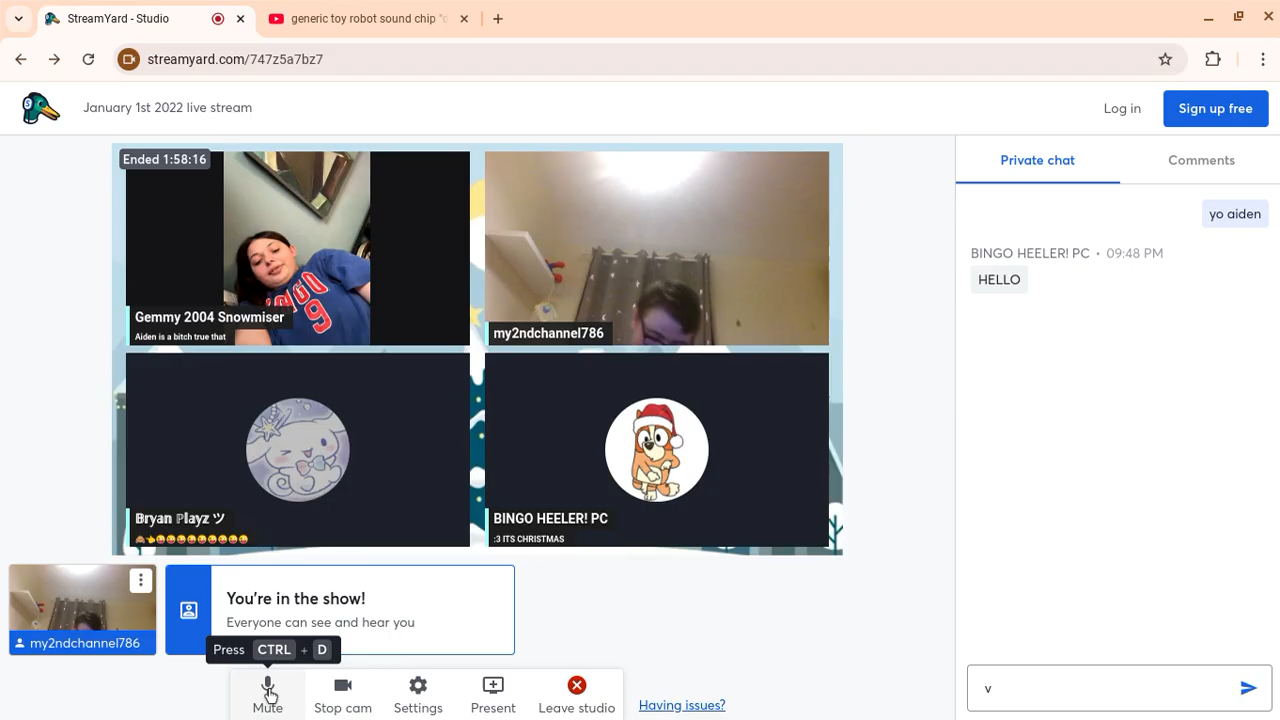 StreamYard - Studio
generic toy robot sound chip "c
streamyard.com/747z5a7bz7
January 1st 2022 live stream
Log in
Sign up free
Ended 1:58:16
Gemmy 2004 Snowmiser
Aiden is a bitch true that
my2ndchannel786
Bryan Playz ツ
🙈👈😜😜😜😜😜😜😜😜😜
BINGO HEELER! PC
:3 ITS CHRISTMAS
Private chat
Comments
yo aiden
BINGO HEELER! PC • 09:48 PM
HELLO
my2ndchannel786
You're in the show!
Everyone can see and hear you
Press CTRL + D
Mute
Stop cam
Settings
Present
Leave studio
Having issues?
v